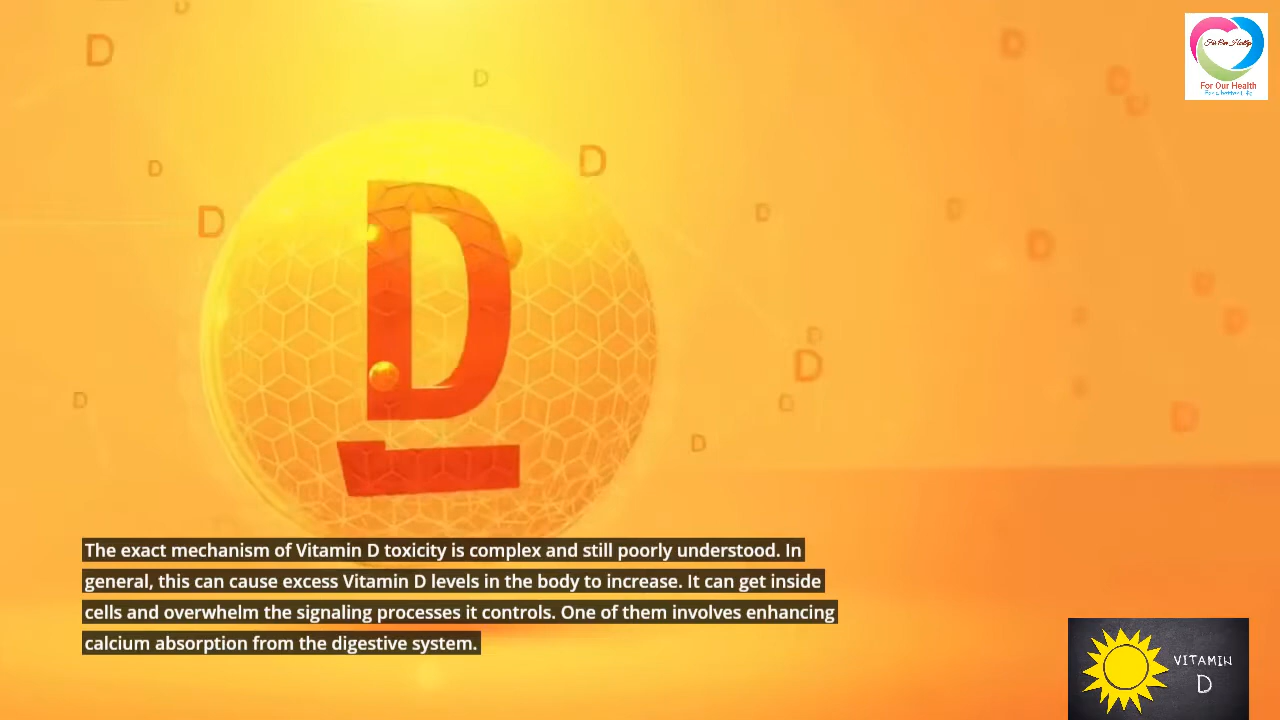 For Our Health
D
The exact mechanism of Vitamin D toxicity is complex and still poorly understood. In
general, this can cause excess Vitamin D levels in the body to increase. It can get inside
cells and overwhelm the signaling processes it controls. One of them involves enhancing
calcium absorption from the digestive system.
VITAMIN
D